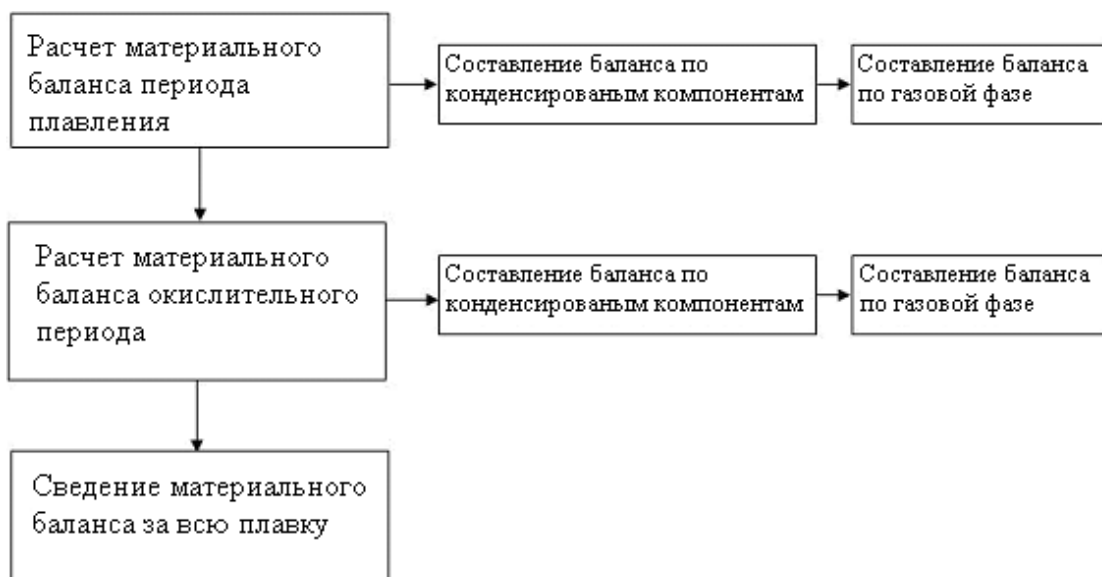 Расчет материального
баланса периода
плавления
Составление баланса по
конденсированым компонентам
Составление баланса
по газовой фазе
Расчет материального
баланса окислительного
периода
Составление баланса по
конденсированым компонентам
Составление баланса
по газовой фазе
Сведение материального
баланса за всю плавку